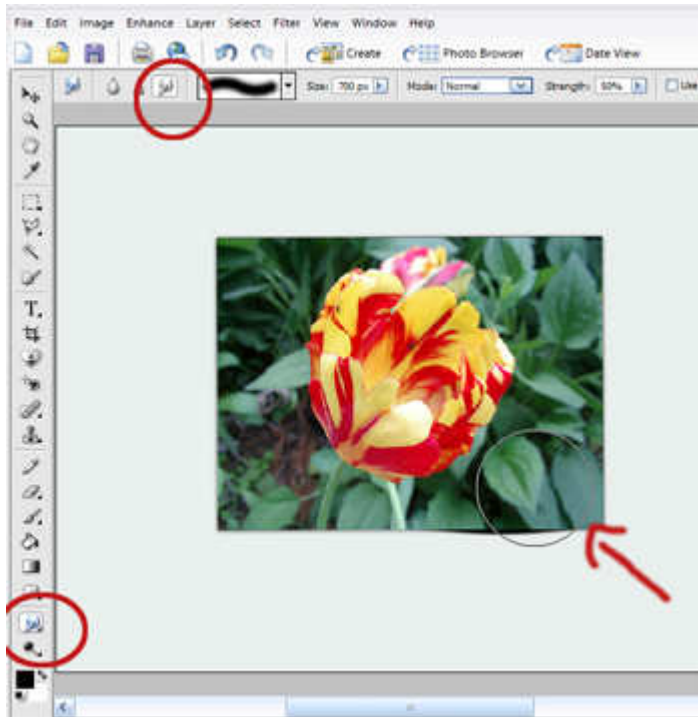 File Edit Image Enhance Layer Select Filter View Window Help
Create Photo Browser Date View
Size: 700 px Mode: Normal Strength: 50% Use
T